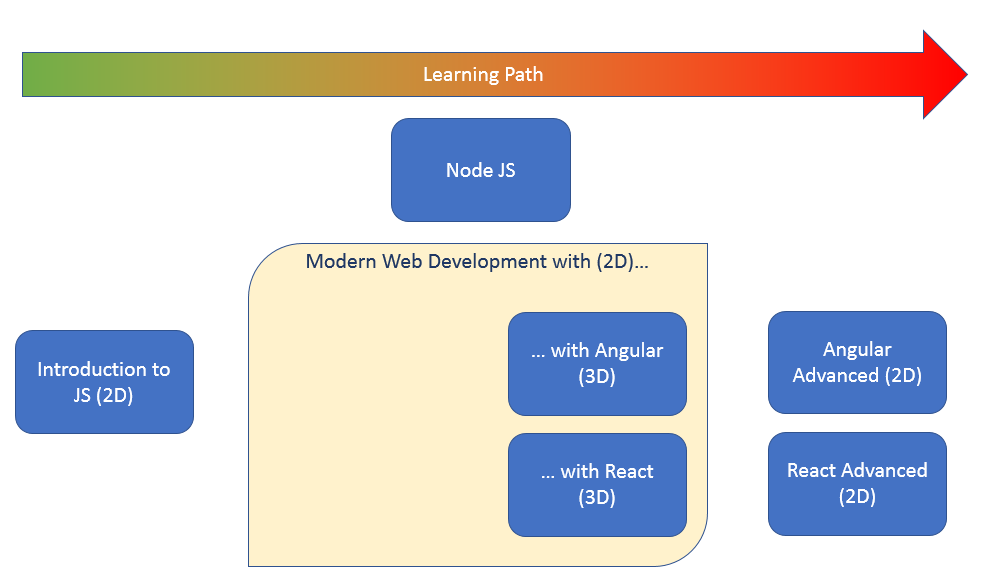 Learning Path
Node JS
Modern Web Development with (2D)...
Introduction to
JS (2D)
... with Angular
(3D)
Angular
Advanced (2D)
... with React
(3D)
React Advanced
(2D)